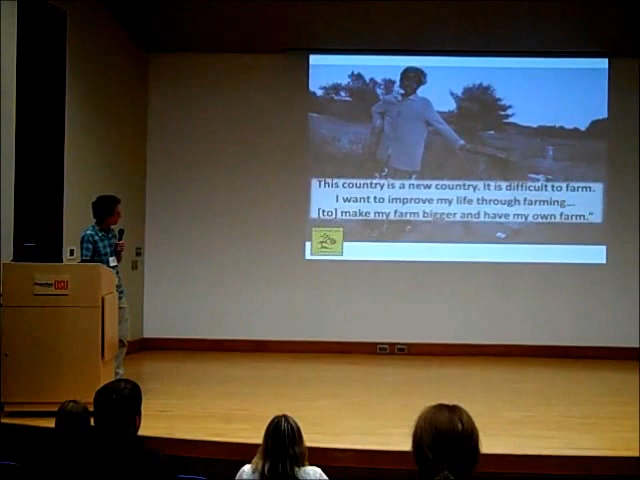 This country is a new country. It is difficult to farm.
I want to improve my life through farming...
[to] make my farm bigger and have my own farm."
OSU